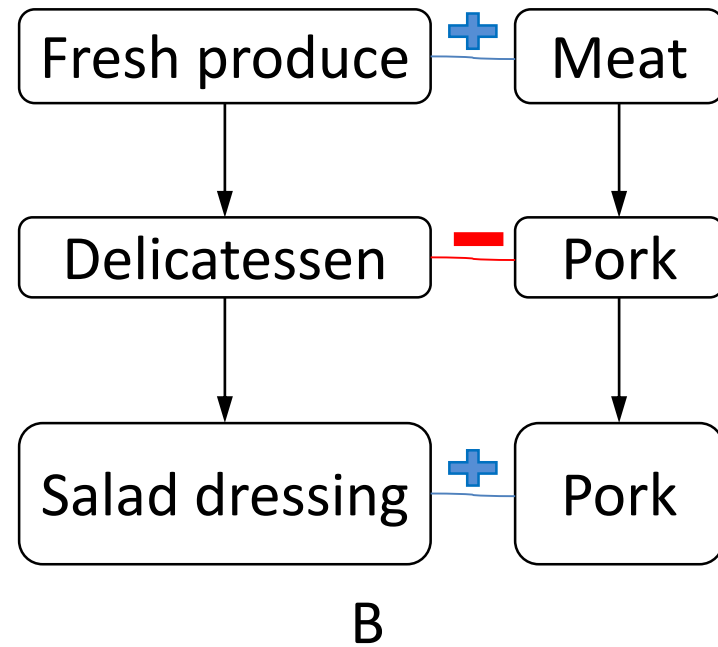 Fresh produce
Meat
Delicatessen
Pork
Salad dressing
Pork
B